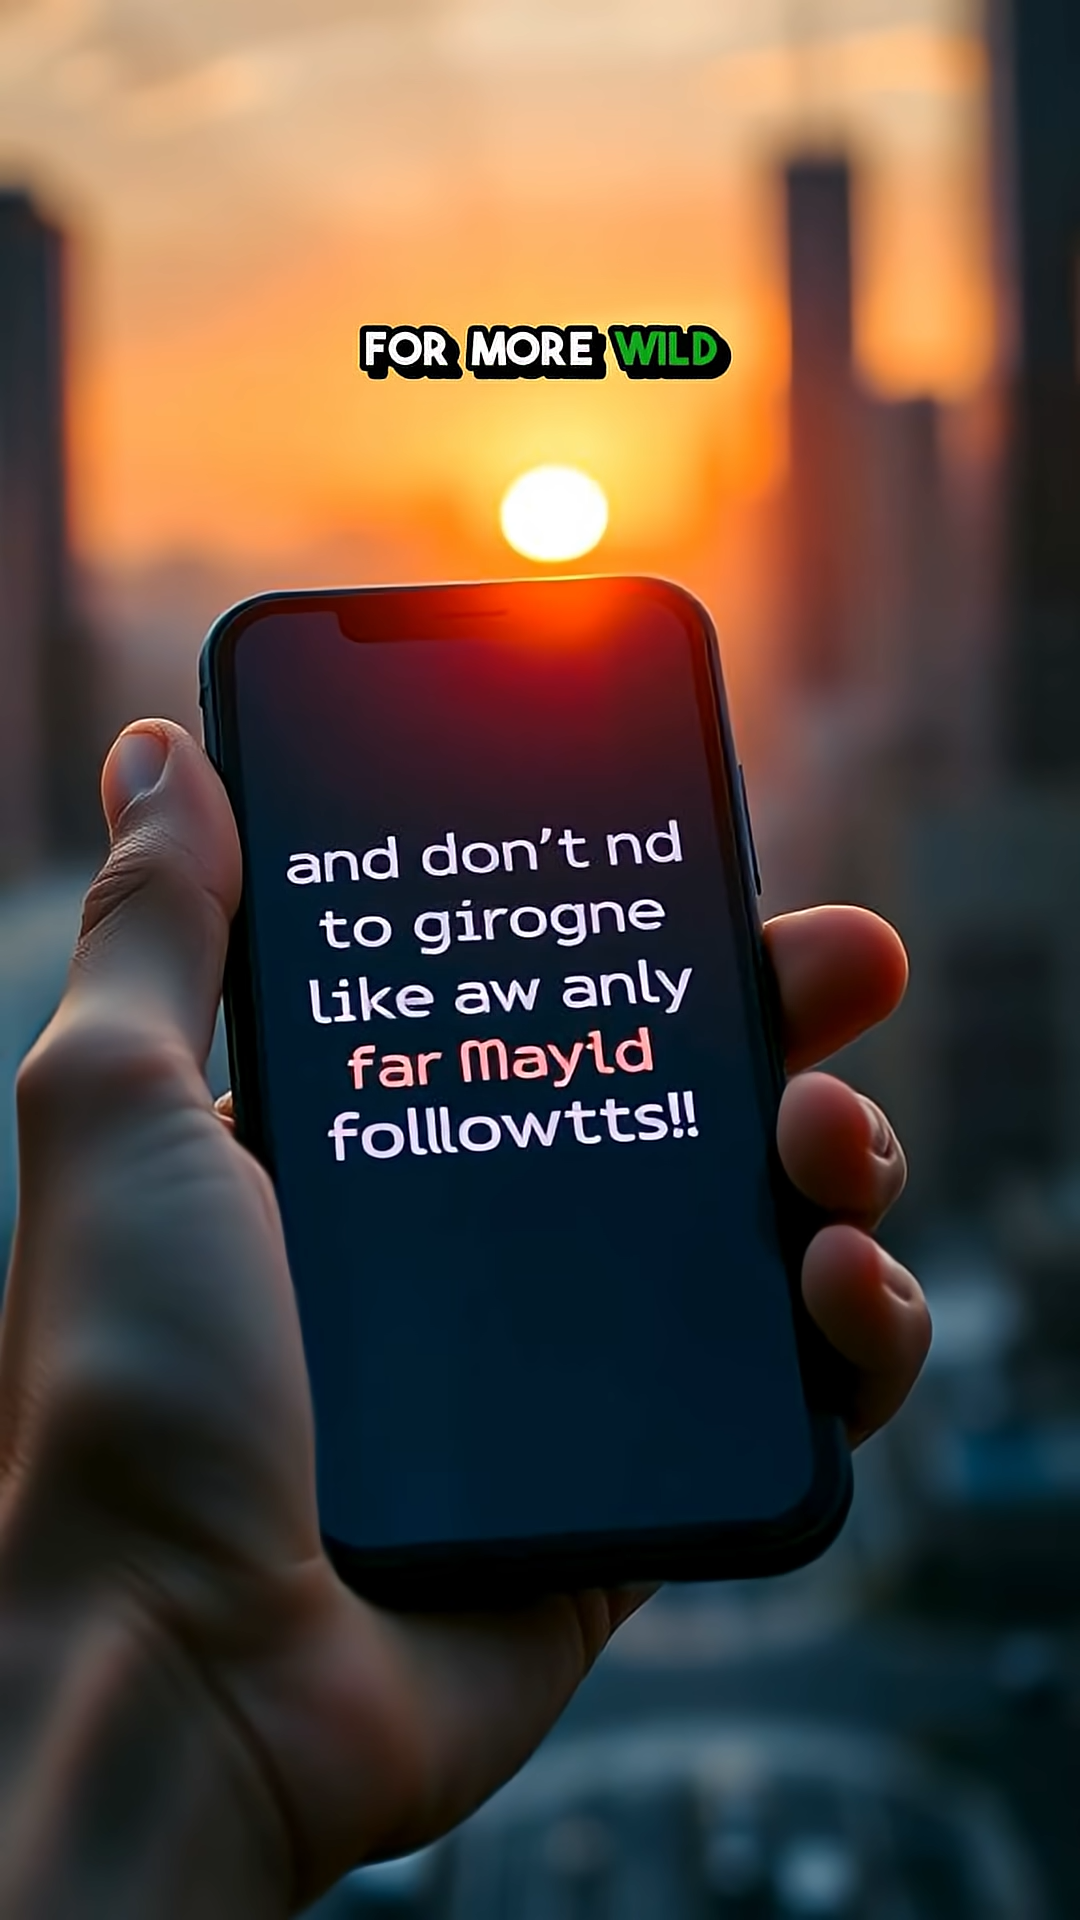 FOR MORE WILD
and don't nd
to girogne
like aw anly
far Mayld
folllowtts!!